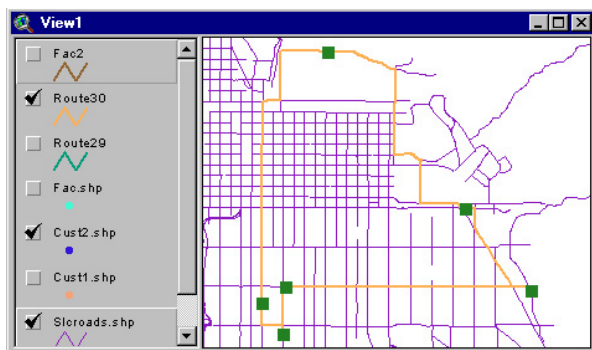 View1
Fac2
Route30
Route29
Fac.shp
Cust2.shp
Cust1.shp
Slcroads.shp